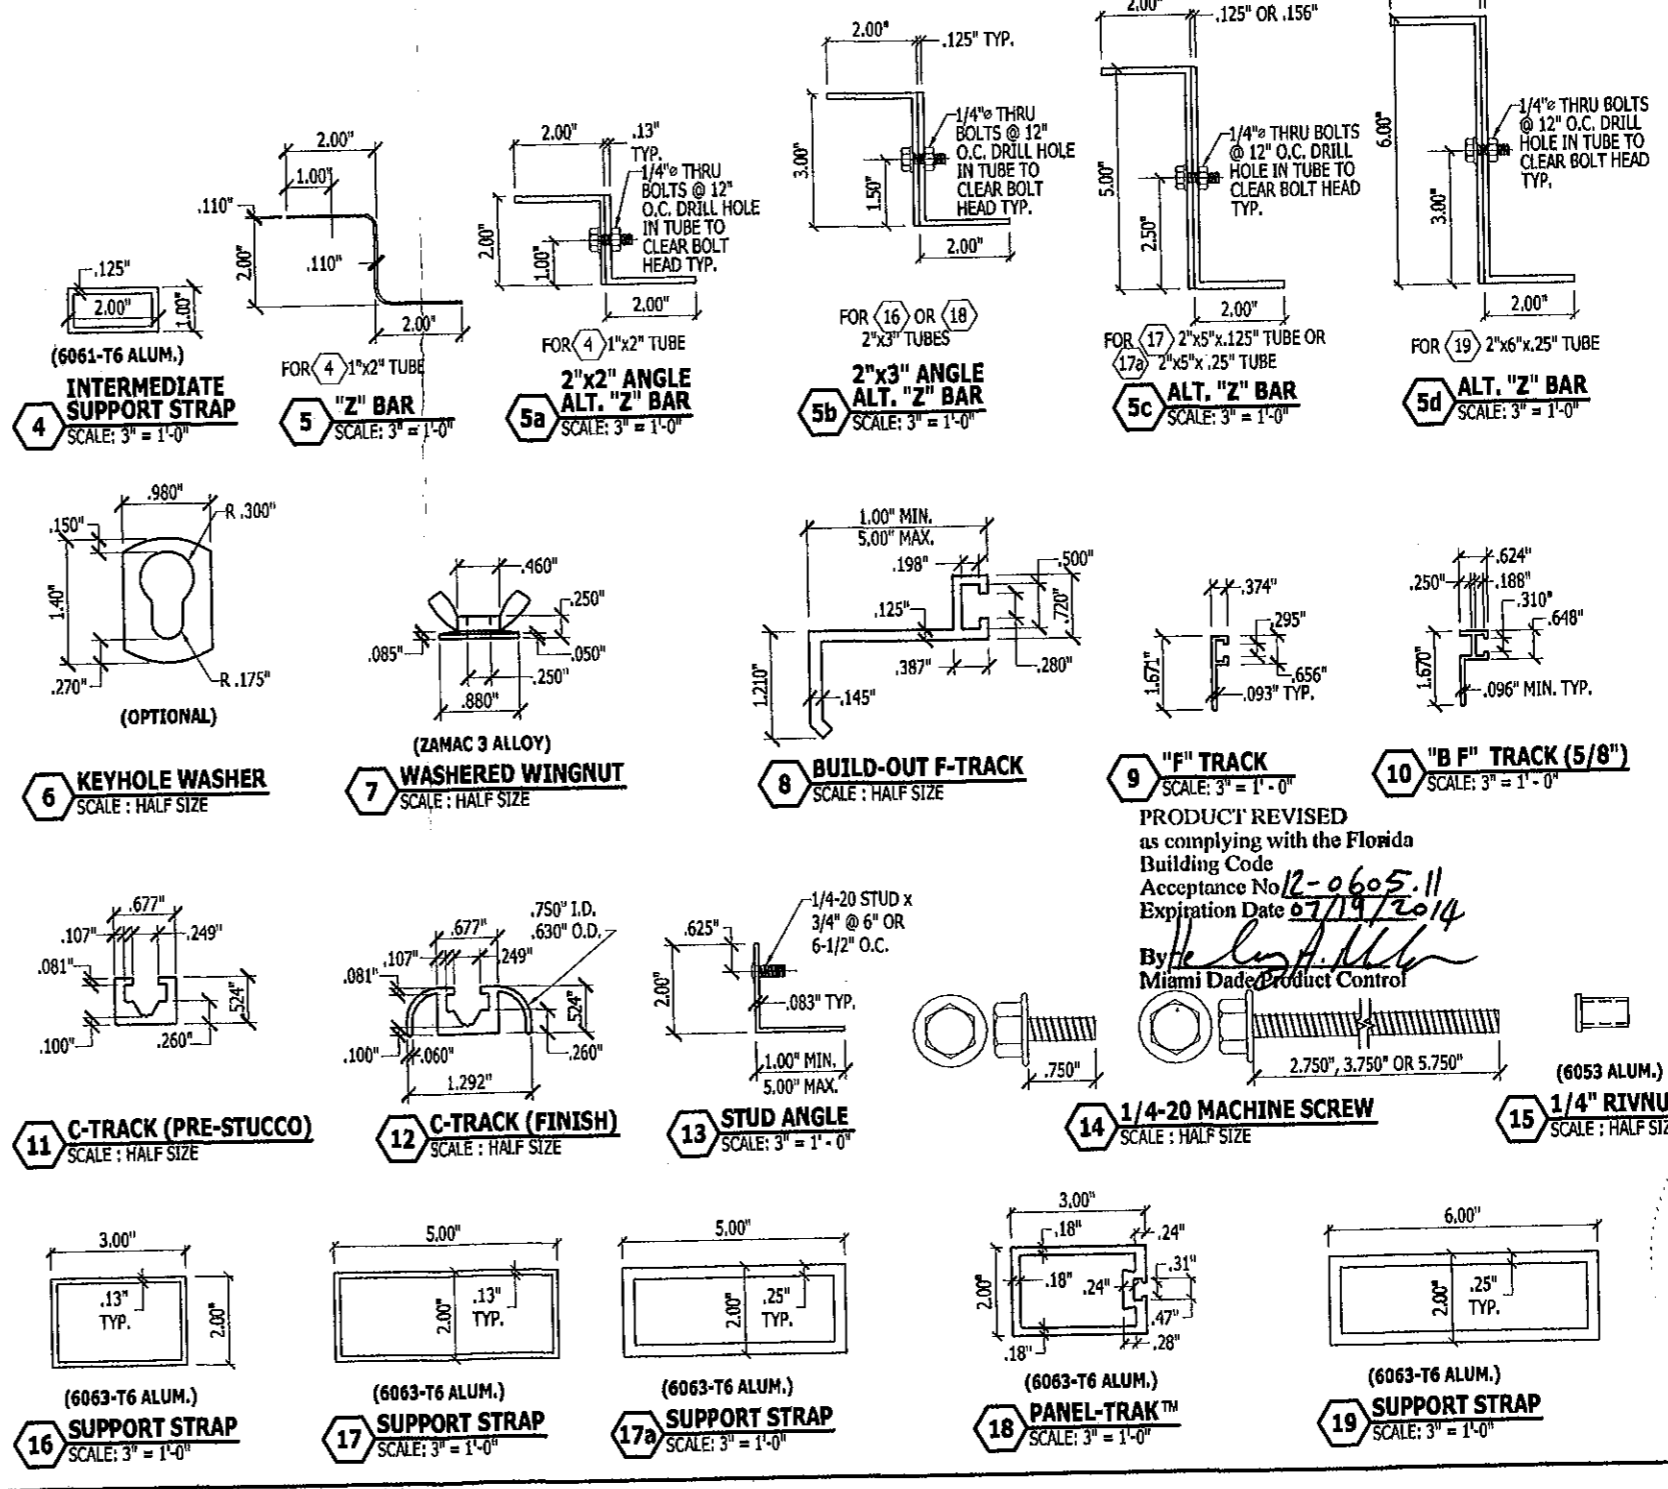 .125"
2.00"
1.00"
(6061-T6 ALUM.)
4 INTERMEDIATE
SUPPORT STRAP
SCALE: 3" = 1'-0"
2.00"
1.00"
.110"
2.00"
.110"
2.00"
FOR 4 1"x2" TUBE
5 "Z" BAR
SCALE: 3" = 1'-0"
2.00"
.13"
TYP.
1/4"ø THRU
BOLTS @ 12"
O.C. DRILL HOLE
IN TUBE TO
CLEAR BOLT
HEAD TYP.
2.00"
1.00"
2.00"
FOR 4 1"x2" TUBE
5a 2"x2" ANGLE
ALT. "Z" BAR
SCALE: 3" = 1'-0"
2.00"
.125" TYP.
1/4"ø THRU
BOLTS @ 12"
O.C. DRILL HOLE
IN TUBE TO
CLEAR BOLT
HEAD TYP.
3.00"
1.50"
2.00"
FOR 16 OR 18
2"x3" TUBES
5b 2"x3" ANGLE
ALT. "Z" BAR
SCALE: 3" = 1'-0"
2.00"
.125" OR .156"
1/4"ø THRU BOLTS
@ 12" O.C. DRILL
HOLE IN TUBE TO
CLEAR BOLT HEAD
TYP.
5.00"
2.50"
2.00"
FOR 17 2"x5"x.125" TUBE OR
17a 2"x5"x.25" TUBE
5c ALT. "Z" BAR
SCALE: 3" = 1'-0"
1/4"ø THRU BOLTS
@ 12" O.C. DRILL
HOLE IN TUBE TO
CLEAR BOLT HEAD
TYP.
6.00"
3.00"
2.00"
FOR 19 2"x6"x.25" TUBE
5d ALT. "Z" BAR
SCALE: 3" = 1'-0"
.980"
R .300"
.150"
1.40"
.270"
R .175"
(OPTIONAL)
6 KEYHOLE WASHER
SCALE : HALF SIZE
.460"
.250"
.085"
.050"
.250"
.880"
(ZAMAC 3 ALLOY)
7 WASHERED WINGNUT
SCALE : HALF SIZE
1.00" MIN.
5.00" MAX.
.198"
.500"
.125"
.720"
.387"
.280"
1.210"
.145"
8 BUILD-OUT F-TRACK
SCALE : HALF SIZE
.374"
.295"
1.671"
.656"
.093" TYP.
9 "F" TRACK
SCALE: 3" = 1'-0"
.624"
.250"
.188"
.310"
.648"
1.670"
.096" MIN. TYP.
10 "B F" TRACK (5/8")
SCALE: 3" = 1'-0"
PRODUCT REVISED
as complying with the Florida
Building Code
Acceptance No 12-0605.11
Expiration Date 07/19/2014
By
Miami Dade Product Control
.677"
.107"
.249"
.081"
.524"
.100"
.260"
11 C-TRACK (PRE-STUCCO)
SCALE : HALF SIZE
.750" I.D.
.630" O.D.
.677"
.107"
.249"
.081"
.524"
.100"
.060"
.260"
1.292"
12 C-TRACK (FINISH)
SCALE : HALF SIZE
1/4-20 STUD x
3/4" @ 6" OR
6-1/2" O.C.
.625"
2.00"
.083" TYP.
1.00" MIN.
5.00" MAX.
13 STUD ANGLE
SCALE: 3" = 1'-0"
.750"
2.750", 3.750" OR 5.750"
14 1/4-20 MACHINE SCREW
SCALE : HALF SIZE
(6053 ALUM.)
15 1/4" RIVNU
SCALE : HALF SIZ
3.00"
.13"
TYP.
2.00"
(6063-T6 ALUM.)
16 SUPPORT STRAP
SCALE: 3" = 1'-0"
5.00"
2.00"
.13"
TYP.
(6063-T6 ALUM.)
17 SUPPORT STRAP
SCALE: 3" = 1'-0"
5.00"
2.00"
.25"
TYP.
(6063-T6 ALUM.)
17a SUPPORT STRAP
SCALE: 3" = 1'-0"
3.00"
.18"
.24"
2.00"
.18"
.24"
.31"
.47"
.18"
.28"
(6063-T6 ALUM.)
18 PANEL-TRAK™
SCALE: 3" = 1'-0"
6.00"
2.00"
.25"
TYP.
(6063-T6 ALUM.)
19 SUPPORT STRAP
SCALE: 3" = 1'-0"